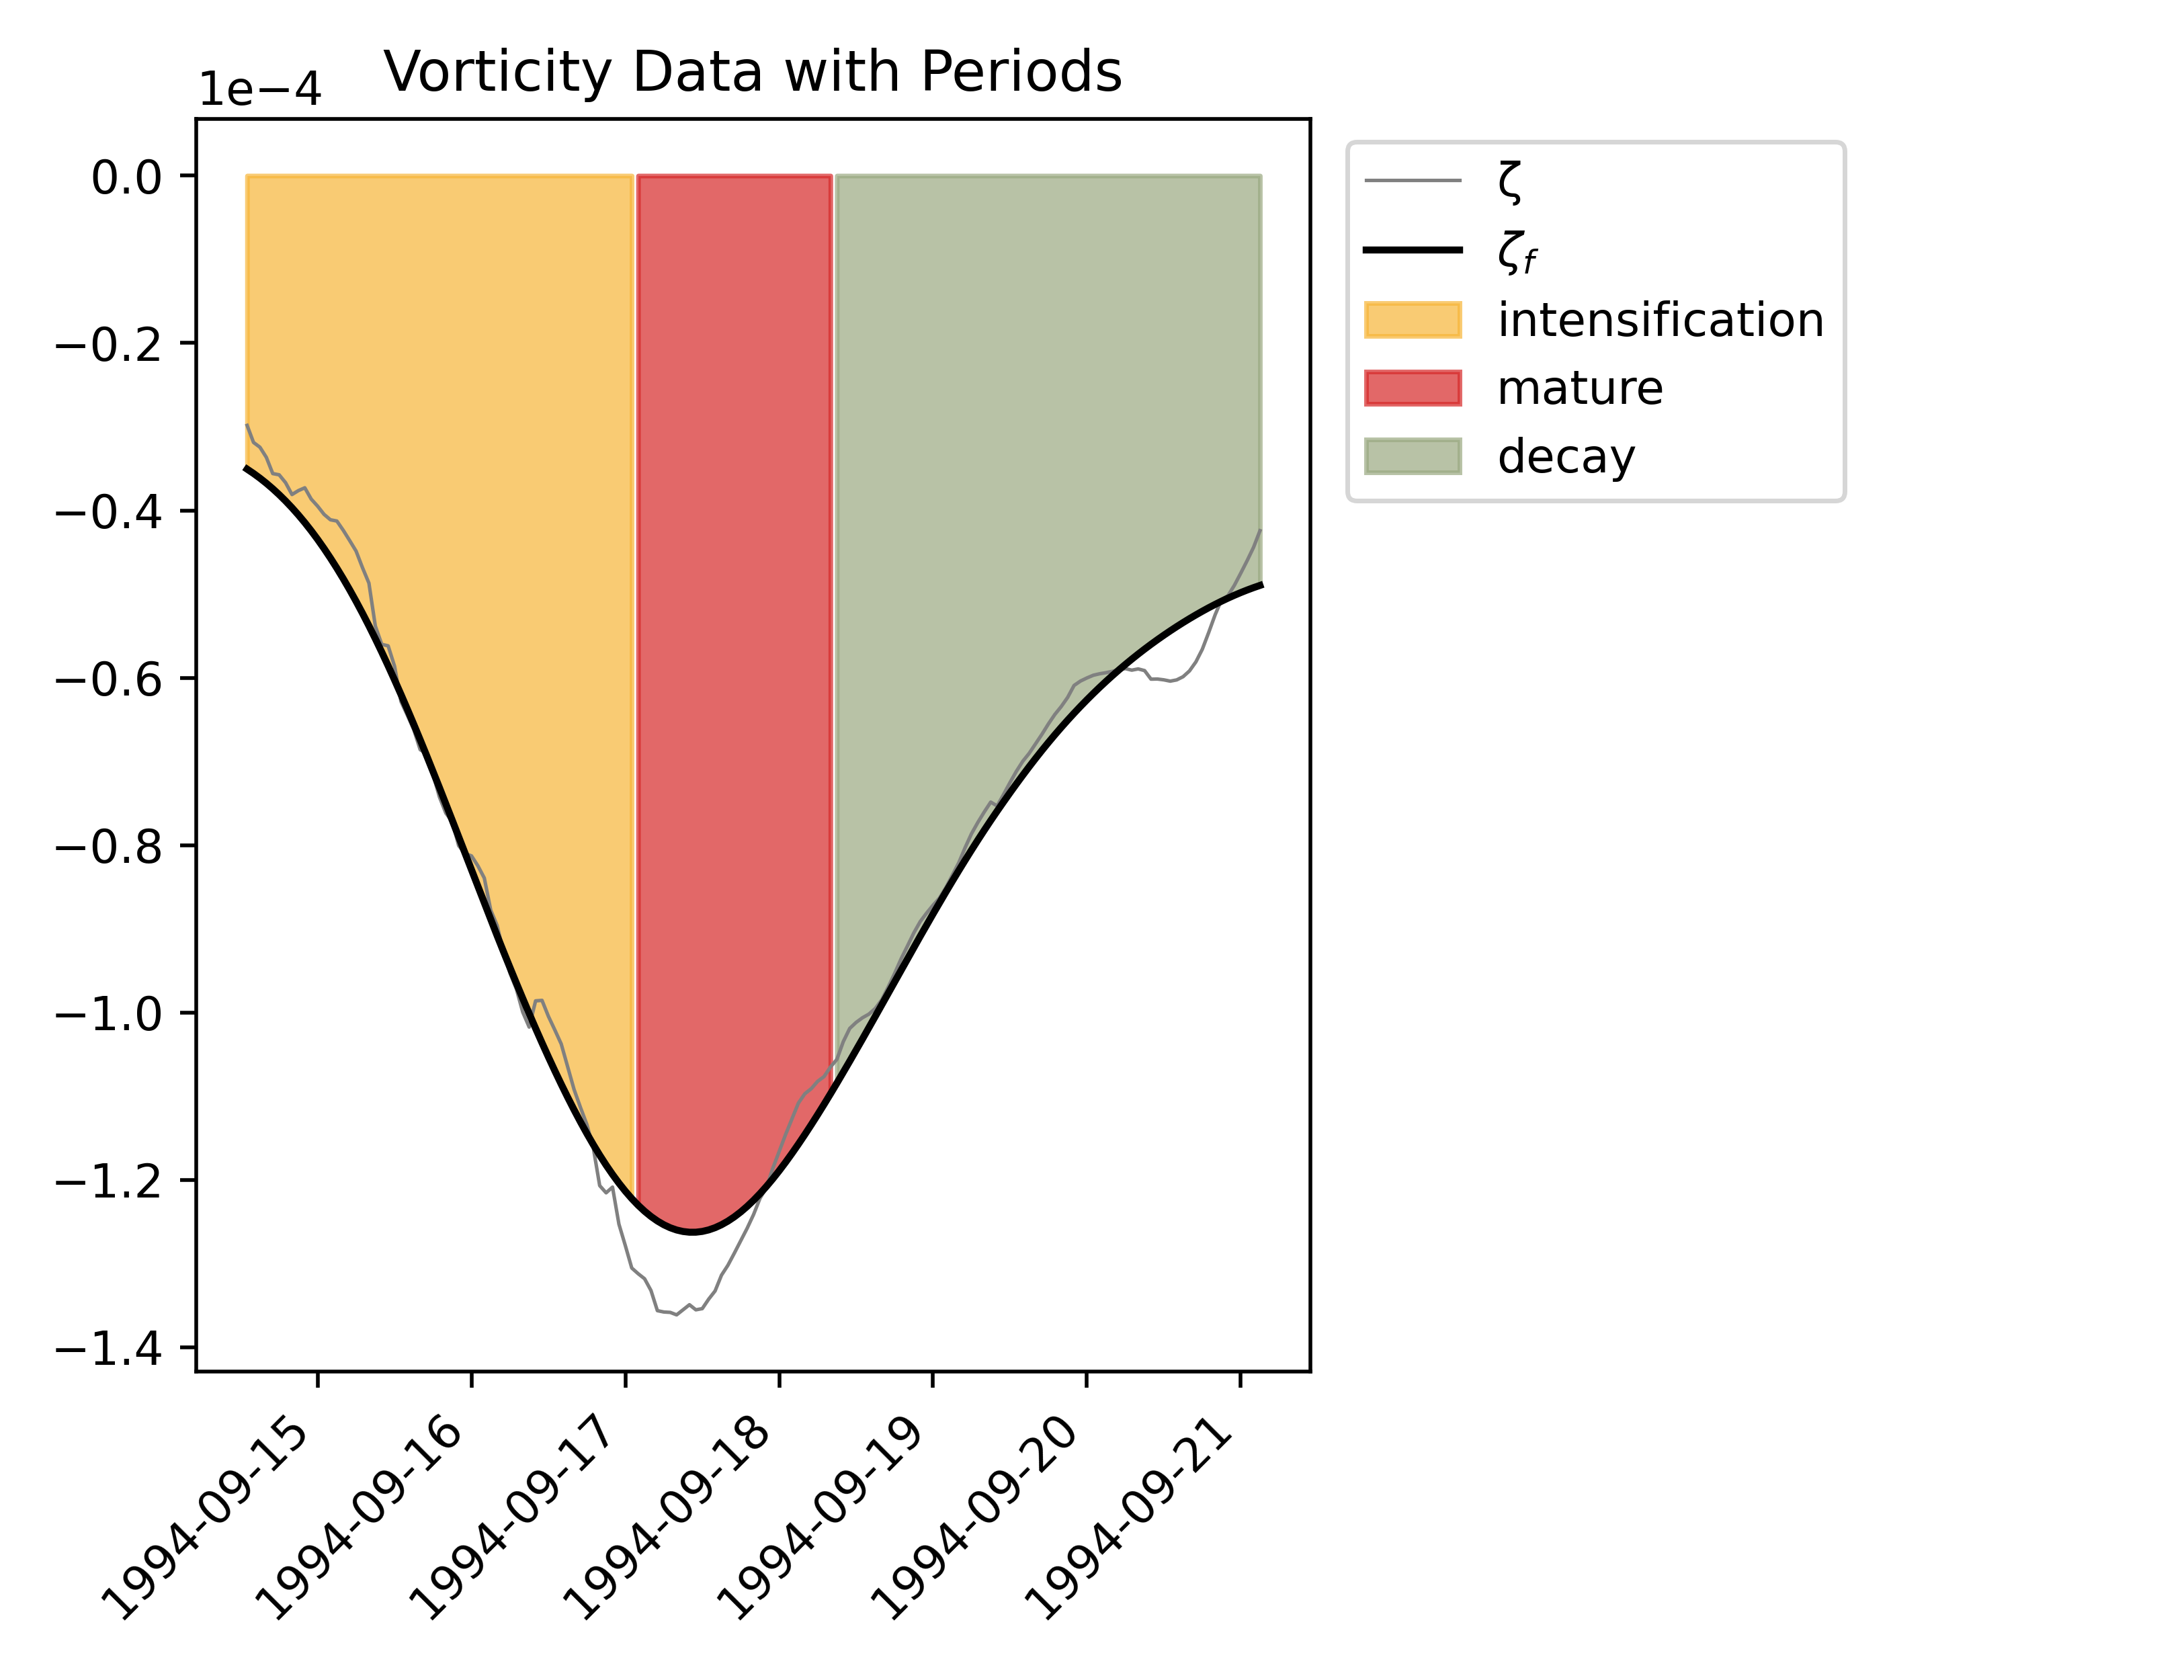 Vorticity Data with Periods
1e−4
0.0
−0.2
−0.4
−0.6
−0.8
−1.0
−1.2
−1.4
1994-09-15
1994-09-16
1994-09-17
1994-09-18
1994-09-19
1994-09-20
1994-09-21
ζ
ζf
intensification
mature
decay